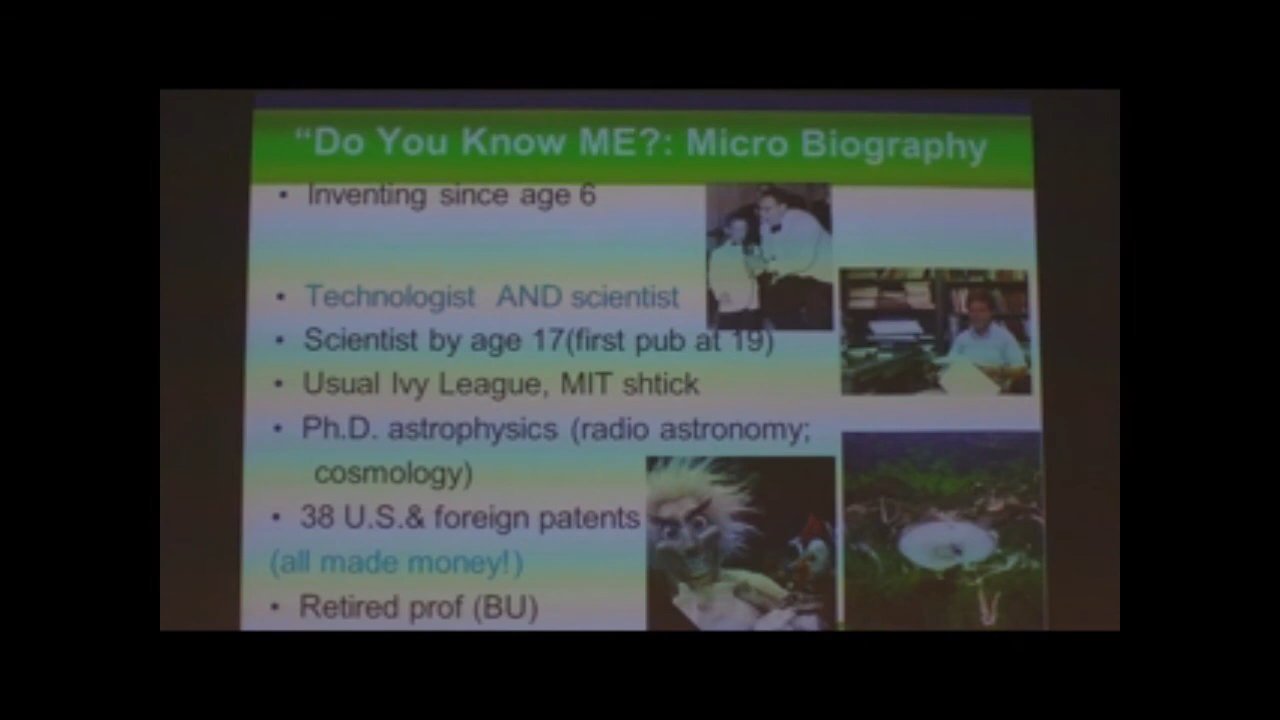 “Do You Know ME?: Micro Biography
• Inventing since age 6
• Technologist AND scientist
• Scientist by age 17(first pub at 19)
• Usual Ivy League, MIT shtick
• Ph.D. astrophysics (radio astronomy;
cosmology)
• 38 U.S.& foreign patents
(all made money!)
• Retired prof (BU)